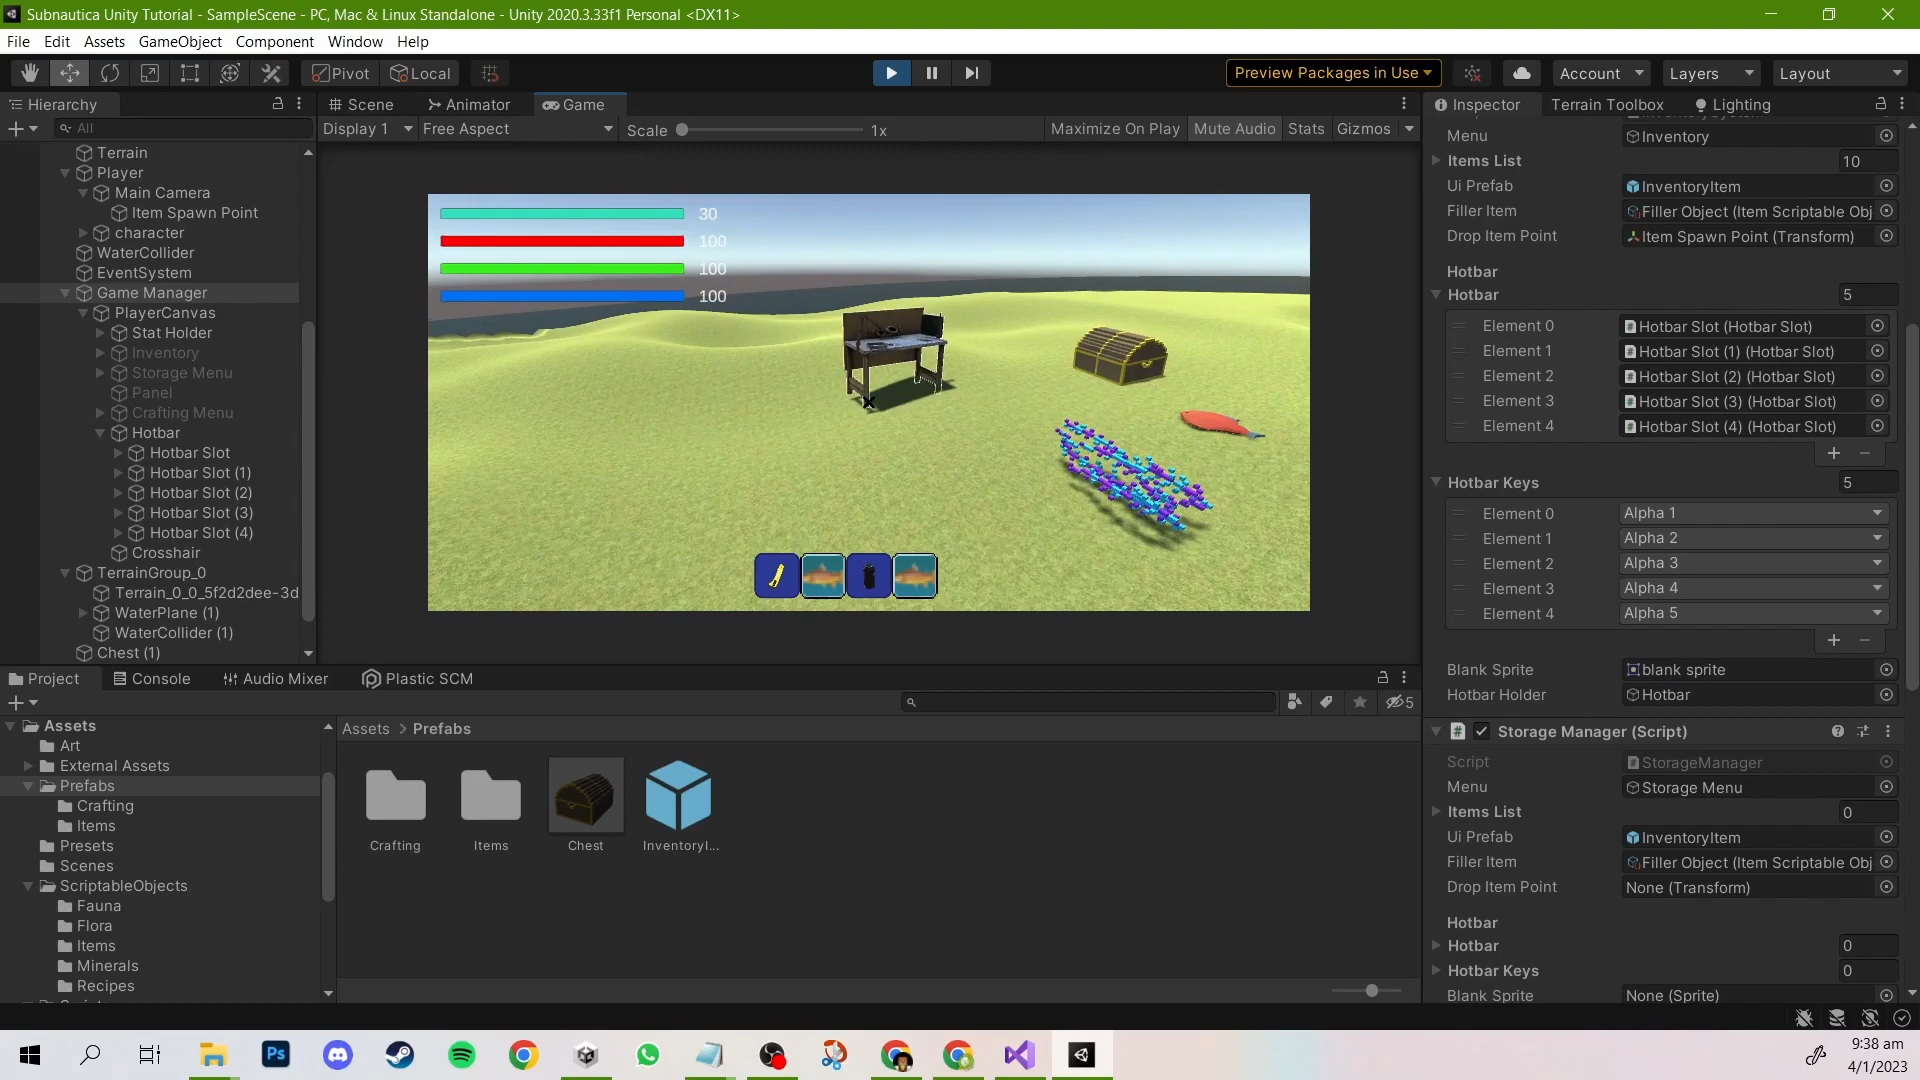 Subnautica Unity Tutorial - SampleScene - PC, Mac & Linux Standalone - Unity 2020.3.33f1 Personal <DX11>
File Edit Assets GameObject Component Window Help
Pivot Local Preview Packages in Use Account Layers Layout
Hierarchy
All
Terrain
Player
Main Camera
Item Spawn Point
character
WaterCollider
EventSystem
Game Manager
PlayerCanvas
Stat Holder
Inventory
Storage Menu
Panel
Crafting Menu
Hotbar
Hotbar Slot
Hotbar Slot (1)
Hotbar Slot (2)
Hotbar Slot (3)
Hotbar Slot (4)
Crosshair
TerrainGroup_0
Terrain_0_0_5f2d2dee-3d
WaterPlane (1)
WaterCollider (1)
Chest (1)
Scene Animator Game
Display 1 Free Aspect Scale 1x Maximize On Play Mute Audio Stats Gizmos
30
100
100
100
Inspector Terrain Toolbox Lighting
Menu Inventory
Items List 10
Ui Prefab InventoryItem
Filler Item Filler Object (Item Scriptable Obj
Drop Item Point Item Spawn Point (Transform)
Hotbar
Hotbar 5
Element 0 Hotbar Slot (Hotbar Slot)
Element 1 Hotbar Slot (1) (Hotbar Slot)
Element 2 Hotbar Slot (2) (Hotbar Slot)
Element 3 Hotbar Slot (3) (Hotbar Slot)
Element 4 Hotbar Slot (4) (Hotbar Slot)
Hotbar Keys 5
Element 0 Alpha 1
Element 1 Alpha 2
Element 2 Alpha 3
Element 3 Alpha 4
Element 4 Alpha 5
Blank Sprite blank sprite
Hotbar Holder Hotbar
Storage Manager (Script)
Script StorageManager
Menu Storage Menu
Items List 0
Ui Prefab InventoryItem
Filler Item Filler Object (Item Scriptable Obj
Drop Item Point None (Transform)
Hotbar
Hotbar 0
Hotbar Keys 0
Blank Sprite None (Sprite)
Project Console Audio Mixer Plastic SCM
5
Assets
Art
External Assets
Prefabs
Crafting
Items
Presets
Scenes
ScriptableObjects
Fauna
Flora
Items
Minerals
Recipes
Assets > Prefabs
Crafting Items Chest InventoryI...
Ps
9:38 am
4/1/2023